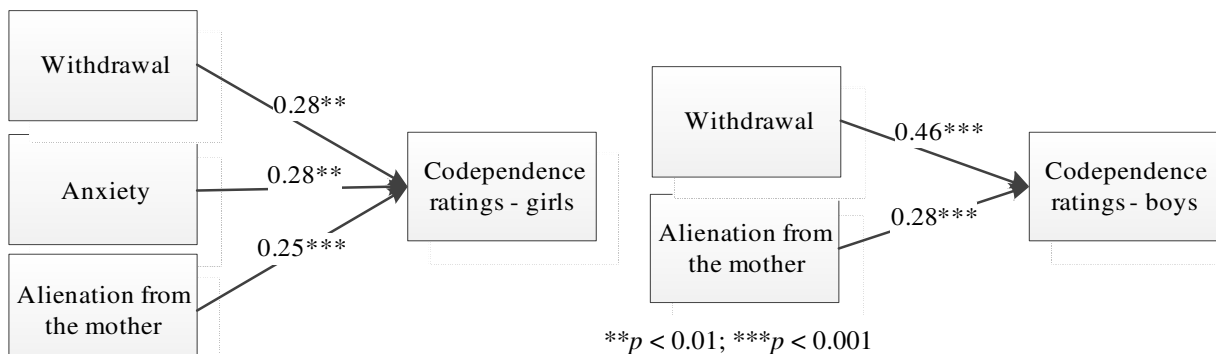 Withdrawal
0.28**
Anxiety
0.28**
Alienation from
the mother
0.25***
Codependence
ratings - girls
Withdrawal
0.46***
Alienation from
the mother
0.28***
Codependence
ratings - boys
**p < 0.01; ***p < 0.001